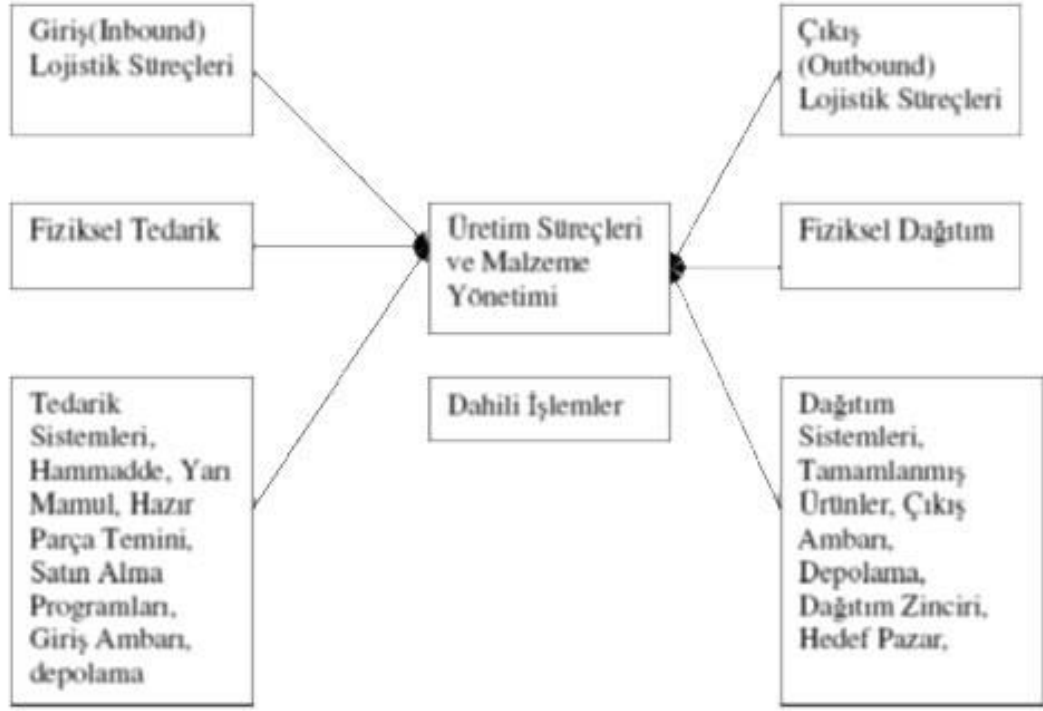 Giriş(Inbound)
Lojistik Süreçleri
Çıkış
(Outbound)
Lojistik Süreçleri
Fiziksel Tedarik
Üretim Süreçleri
ve Malzeme
Yönetimi
Fiziksel Dağıtım
Tedarik
Sistemleri,
Hammadde, Yarı
Mamul, Hazır
Parça Temini,
Satın Alma
Programları,
Giriş Ambarı,
depolama
Dahili İşlemler
Dağıtım
Sistemleri,
Tamamlanmış
Ürünler, Çıkış
Ambarı,
Depolama,
Dağıtım Zinciri,
Hedef Pazar,